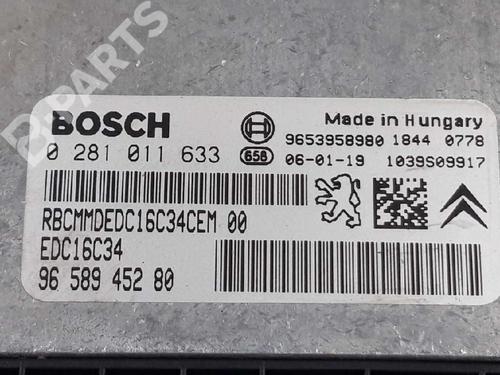 B PARTS
BOSCH
Made in Hungary
9653958980 1844 0778
0 281 011 633 658 06-01-19 1039S09917
RBCMMDEDC16C34CEM 00
EDC16C34
96 589 452 80